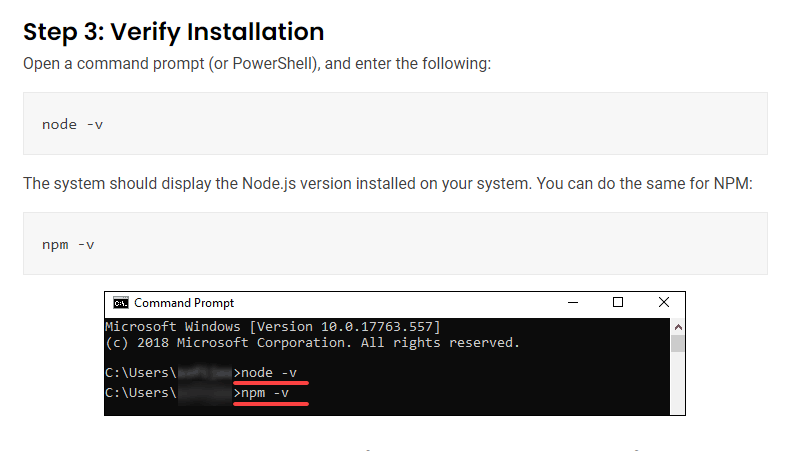 Step 3: Verify Installation
Open a command prompt (or PowerShell), and enter the following:
node -v
The system should display the Node.js version installed on your system. You can do the same for NPM:
npm -v
Command Prompt
Microsoft Windows [Version 10.0.17763.557]
(c) 2018 Microsoft Corporation. All rights reserved.
C:\Users\ >node -v
C:\Users\ >npm -v